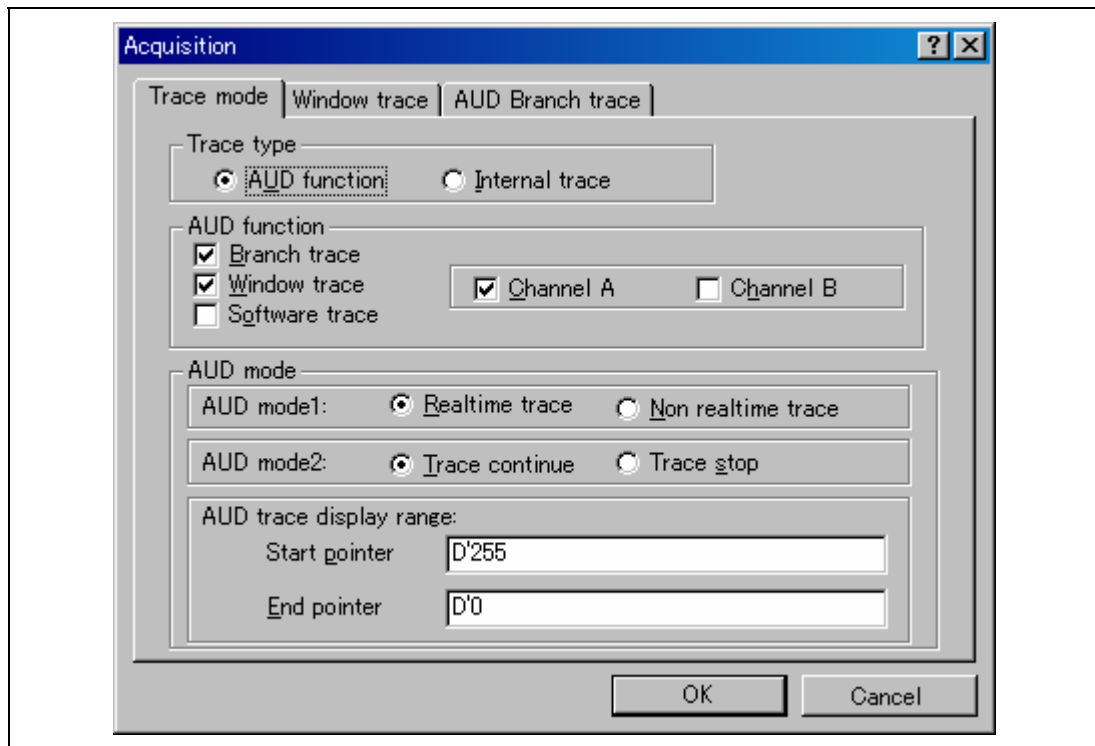 Acquisition
Trace mode Window trace AUD Branch trace
Trace type
AUD function Internal trace
AUD function
Branch trace
Window trace Channel A Channel B
Software trace
AUD mode
AUD mode1: Realtime trace Non realtime trace
AUD mode2: Trace continue Trace stop
AUD trace display range:
Start pointer D'255
End pointer D'0
OK Cancel